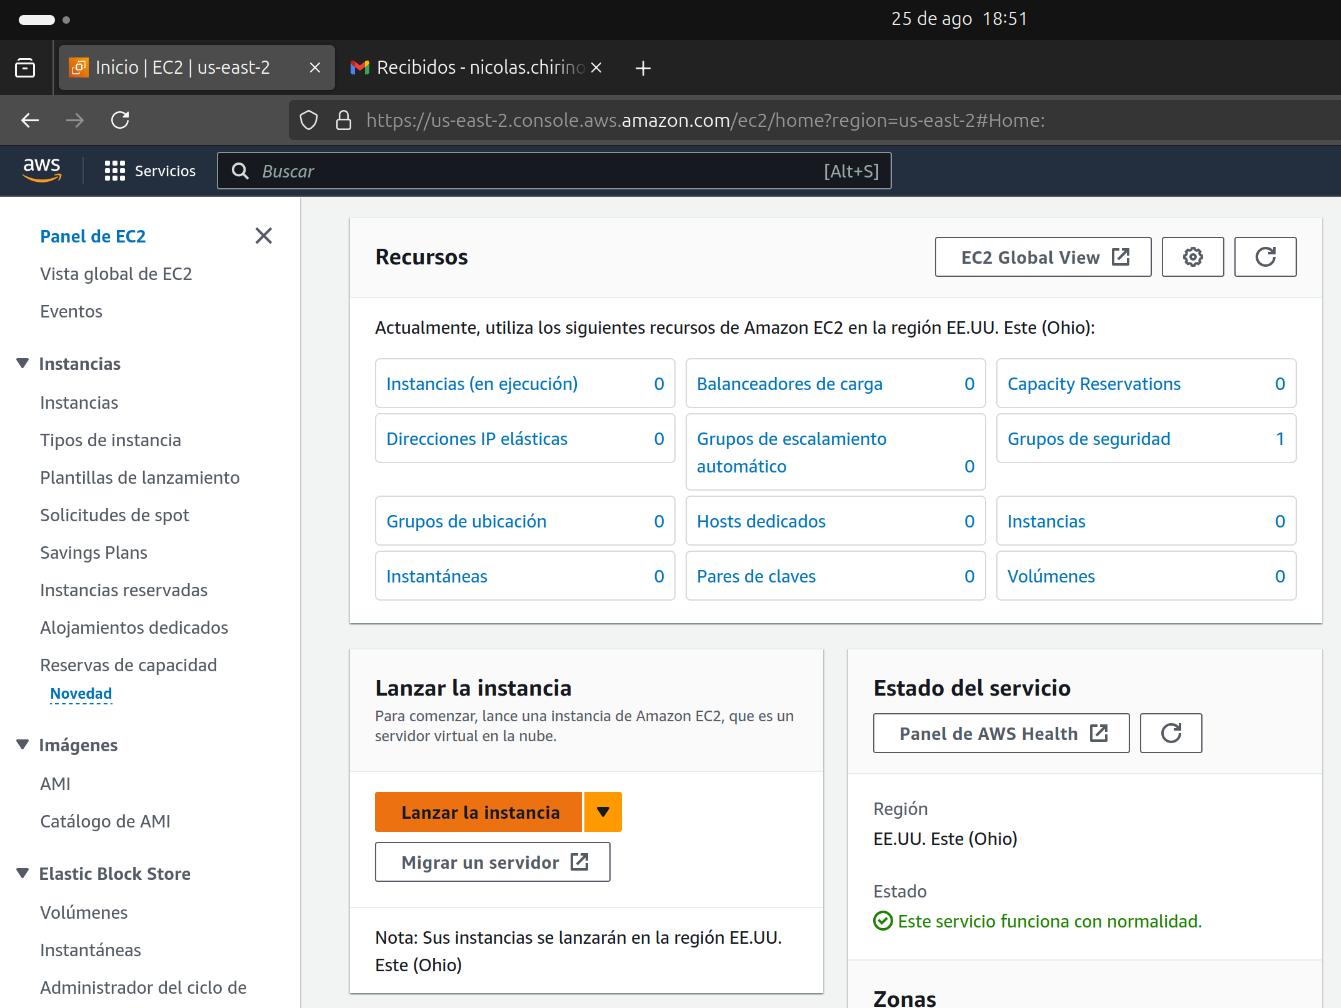 25 de ago 18:51
Inicio | EC2 | us-east-2
Recibidos - nicolas.chirino
https://us-east-2.console.aws.amazon.com/ec2/home?region=us-east-2#Home:
aws
Servicios
Buscar
[Alt+S]
Panel de EC2
Vista global de EC2
Eventos
Instancias
Instancias
Tipos de instancia
Plantillas de lanzamiento
Solicitudes de spot
Savings Plans
Instancias reservadas
Alojamientos dedicados
Reservas de capacidad
Novedad
Imágenes
AMI
Catálogo de AMI
Elastic Block Store
Volúmenes
Instantáneas
Administrador del ciclo de
Recursos
EC2 Global View
Actualmente, utiliza los siguientes recursos de Amazon EC2 en la región EE.UU. Este (Ohio):
Instancias (en ejecución) 0
Balanceadores de carga 0
Capacity Reservations 0
Direcciones IP elásticas 0
Grupos de escalamiento
automático 0
Grupos de seguridad 1
Grupos de ubicación 0
Hosts dedicados 0
Instancias 0
Instantáneas 0
Pares de claves 0
Volúmenes 0
Lanzar la instancia
Para comenzar, lance una instancia de Amazon EC2, que es un
servidor virtual en la nube.
Lanzar la instancia
Migrar un servidor
Nota: Sus instancias se lanzarán en la región EE.UU.
Este (Ohio)
Estado del servicio
Panel de AWS Health
Región
EE.UU. Este (Ohio)
Estado
Este servicio funciona con normalidad.
Zonas